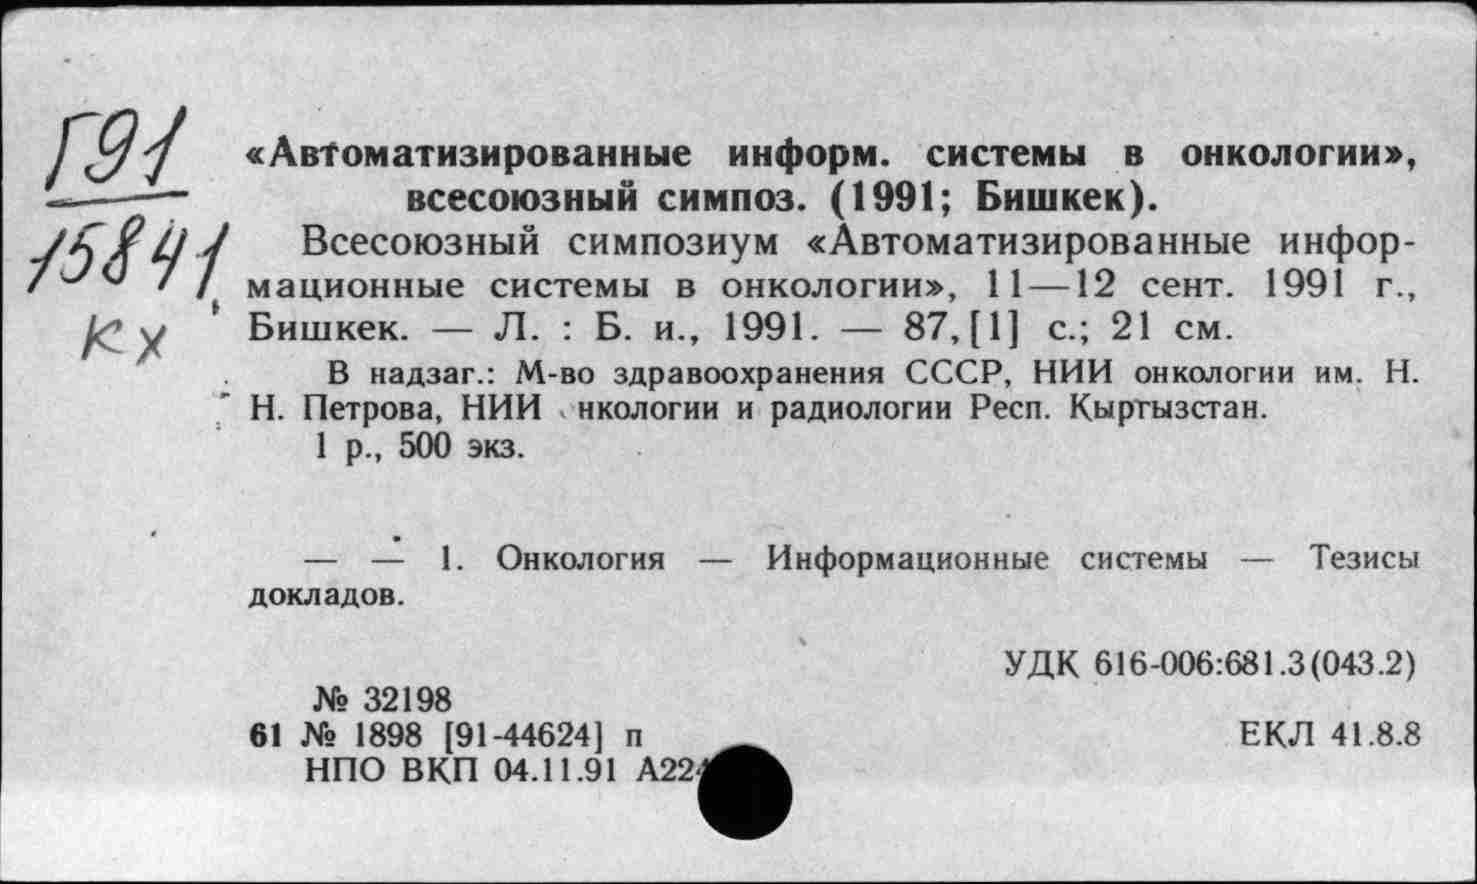 Г91
15841
кх
«Автоматизированные информ. системы в онкологии»,
всесоюзный симпоз. (1991; Бишкек).
Всесоюзный симпозиум «Автоматизированные инфор-
мационные системы в онкологии», 11—12 сент. 1991 г.,
Бишкек. — Л. : Б. и., 1991. — 87,[1] с.; 21 см.
В надзаг.: М-во здравоохранения СССР, НИИ онкологии им. Н.
Н. Петрова, НИИ нкологии и радиологии Респ. Кыргызстан.
1 р., 500 экз.
— — 1. Онкология — Информационные системы — Тезисы
докладов.
УДК 616-006:681.3(043.2)
№ 32198
61 № 1898 [91-44624] п
ЕКЛ 41.8.8
НПО ВКП 04.11.91